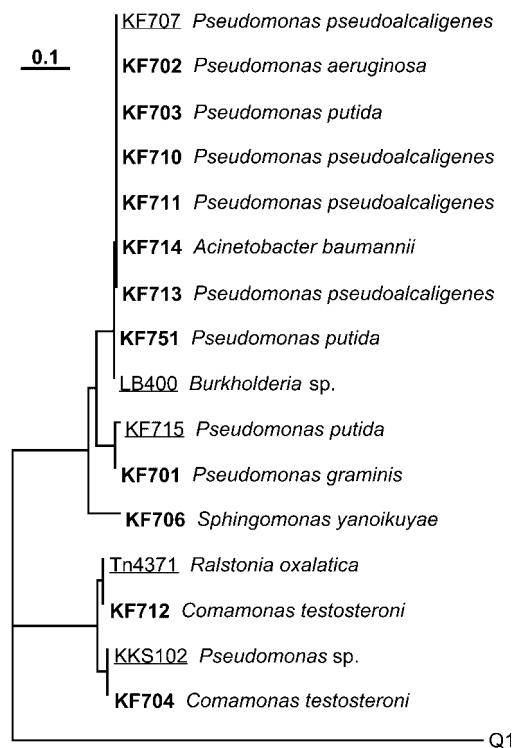 KF707 Pseudomonas pseudoalcaligenes
0.1
KF702 Pseudomonas aeruginosa
KF703 Pseudomonas putida
KF710 Pseudomonas pseudoalcaligenes
KF711 Pseudomonas pseudoalcaligenes
KF714 Acinetobacter baumannii
KF713 Pseudomonas pseudoalcaligenes
KF751 Pseudomonas putida
LB400 Burkholderia sp.
KF715 Pseudomonas putida
KF701 Pseudomonas graminis
KF706 Sphingomonas yanoikuyae
Tn4371 Ralstonia oxalatica
KF712 Comamonas testosteroni
KKS102 Pseudomonas sp.
KF704 Comamonas testosteroni
Q1